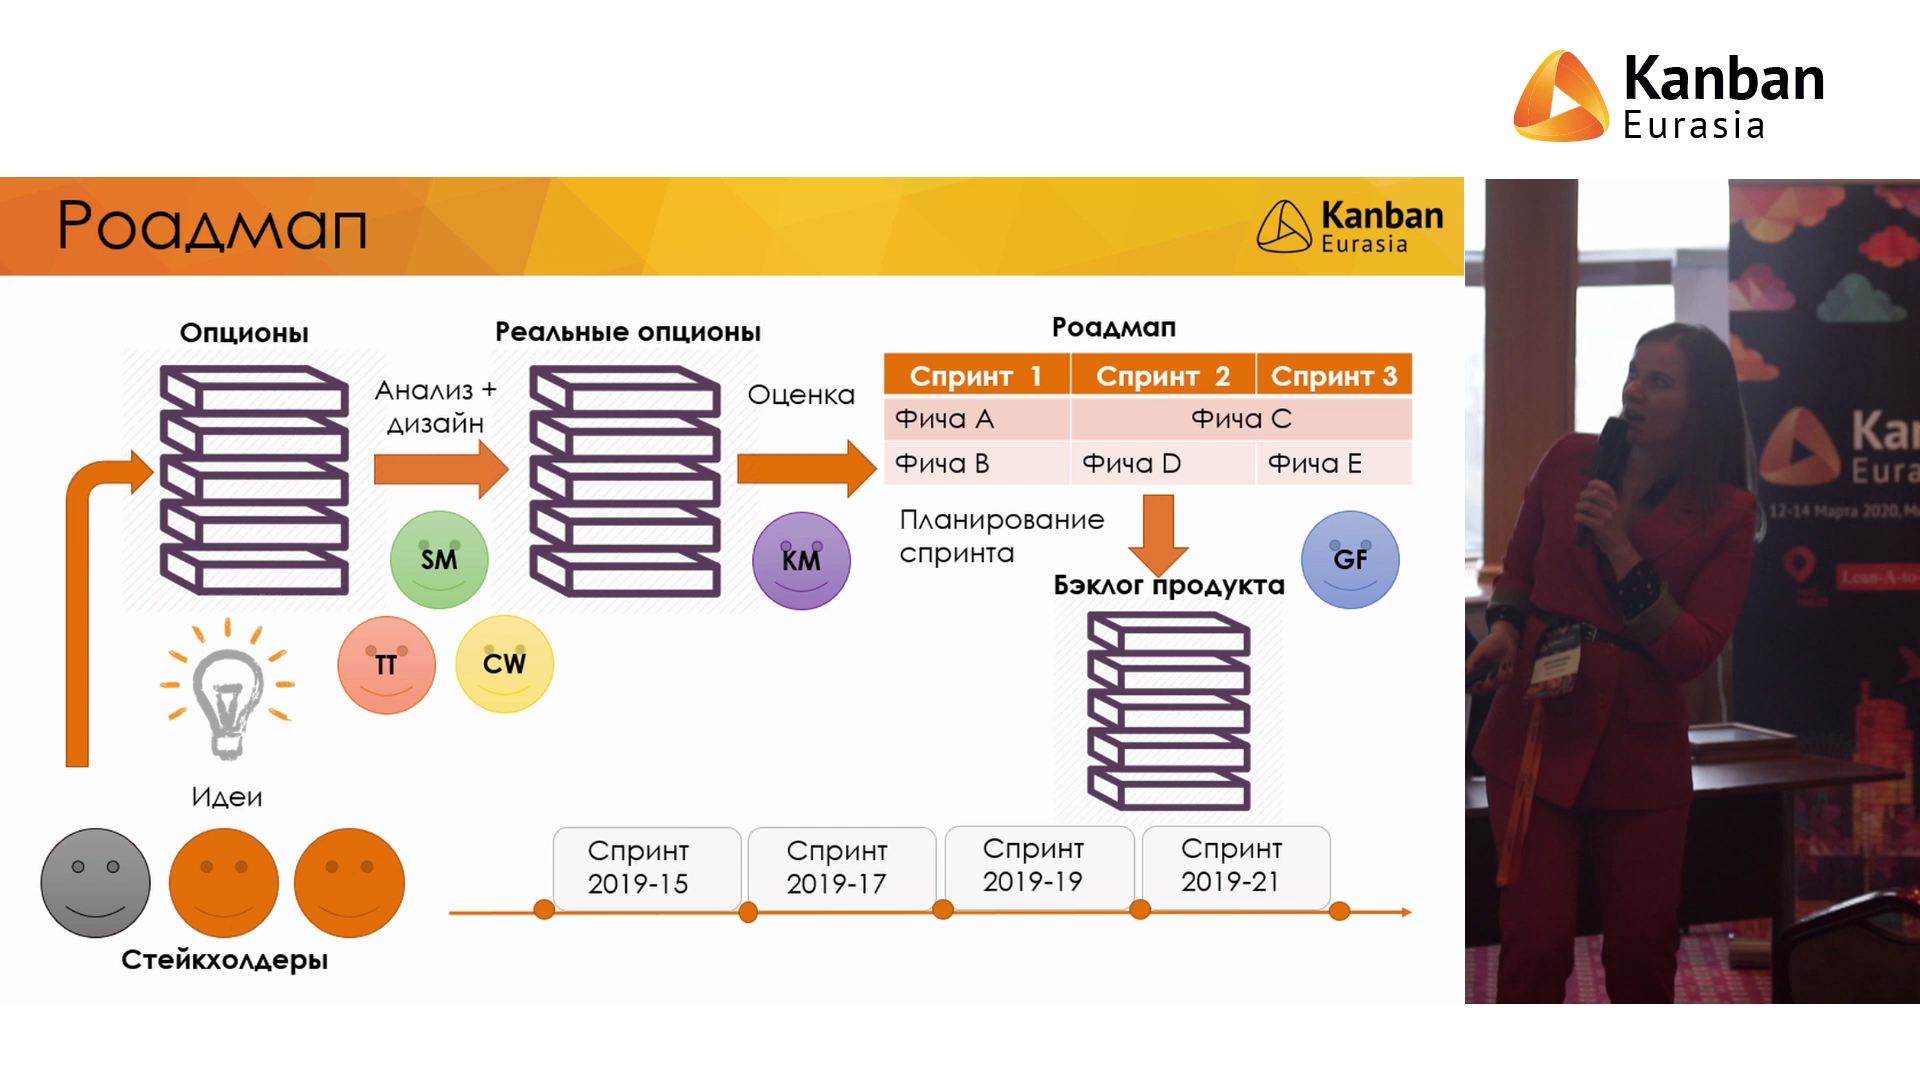 Kanban
Eurasia
Роадмап
Kanban
Eurasia
Опционы
Реальные опционы
Роадмап
Анализ +
дизайн
Оценка
Спринт 1
Спринт 2
Спринт 3
Фича A
Фича C
Фича B
Фича D
Фича E
Планирование
спринта
SM
KM
GF
Бэклог продукта
TT
CW
Идеи
Спринт
2019-15
Спринт
2019-17
Спринт
2019-19
Спринт
2019-21
Стейкхолдеры
12-14 Марта 2020,